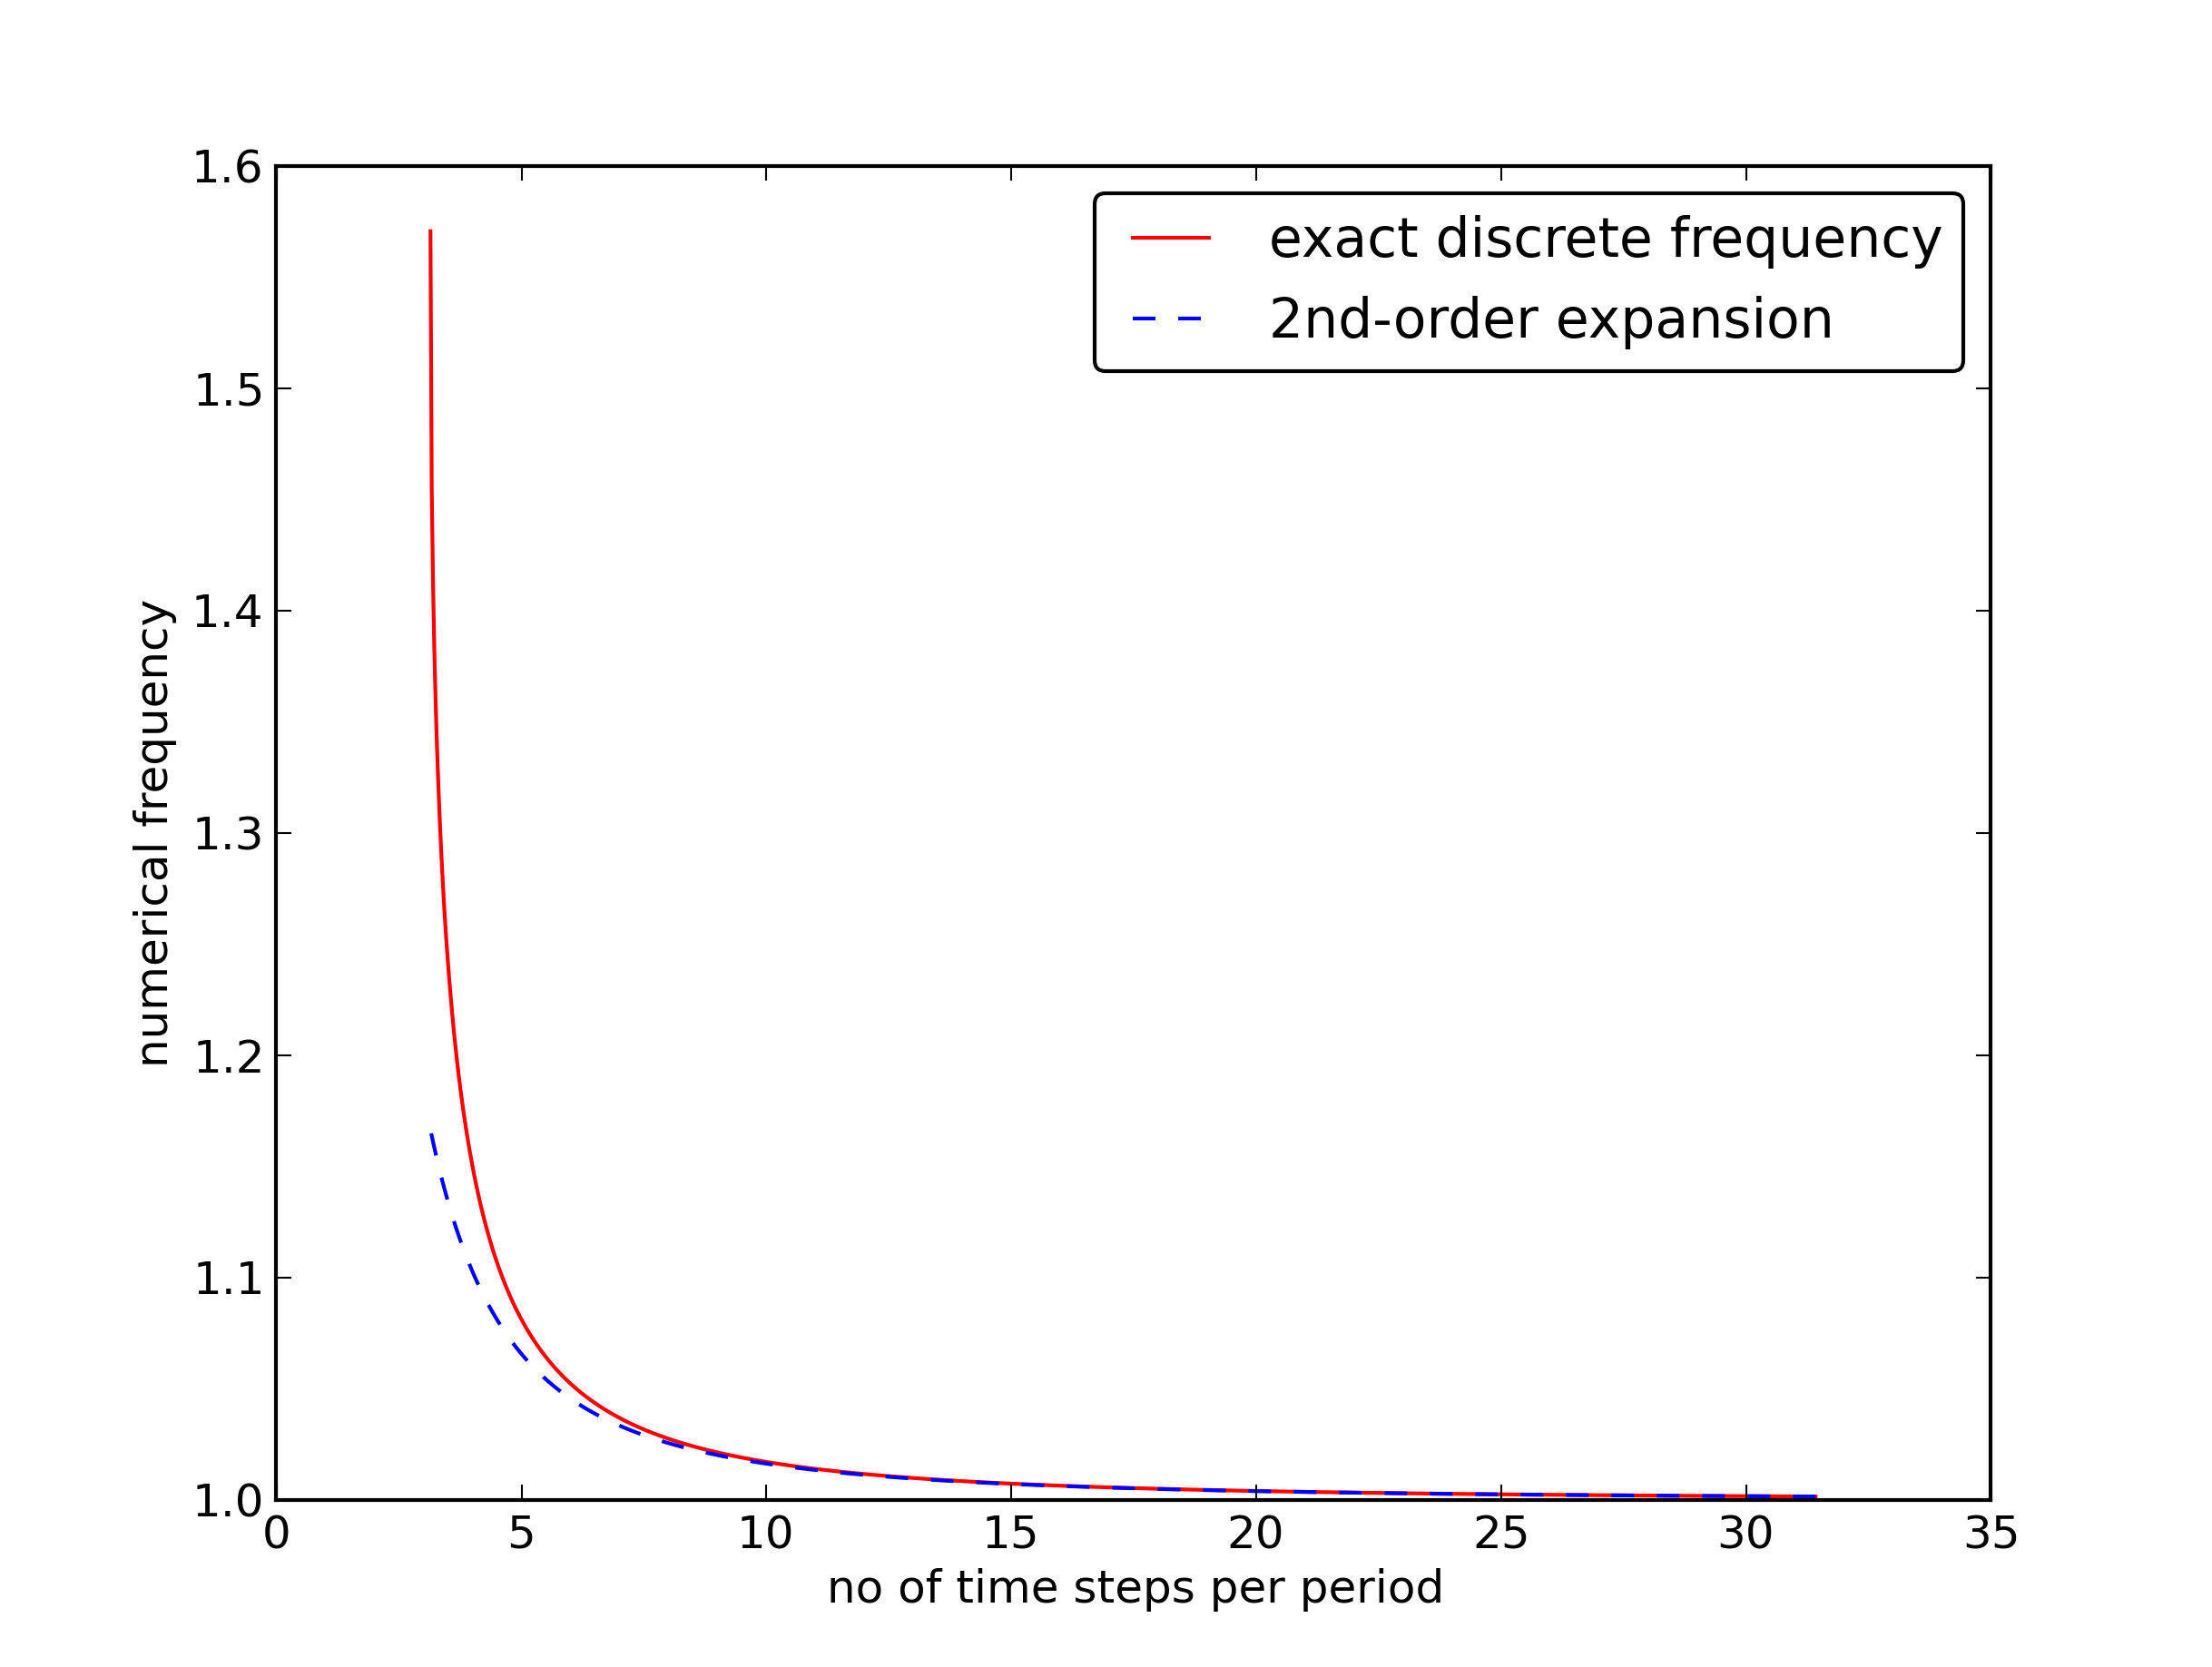 1.6
1.5
1.4
1.3
1.2
1.1
1.0
numerical frequency
exact discrete frequency
2nd-order expansion
0 5 10 15 20 25 30 35
no of time steps per period